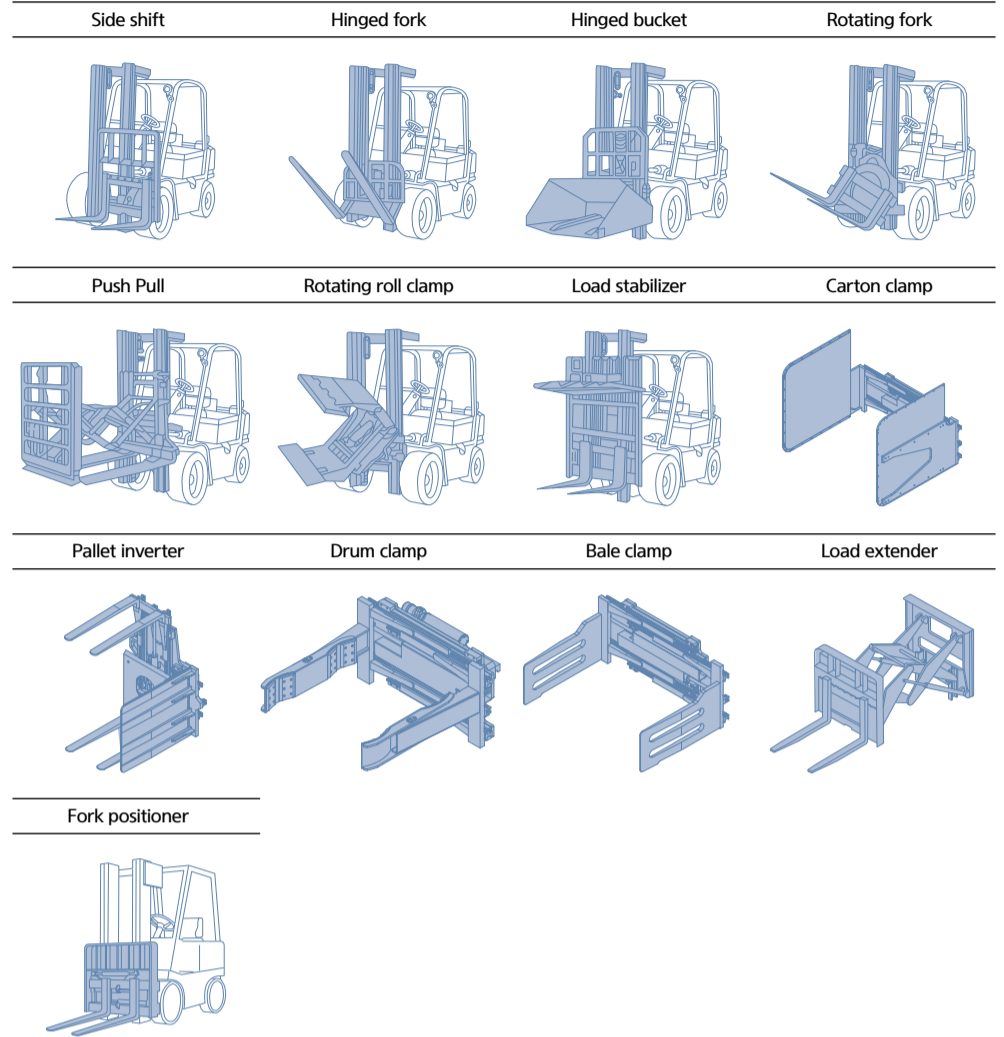 Side shift
Hinged fork
Hinged bucket
Rotating fork
Push Pull
Rotating roll clamp
Load stabilizer
Carton clamp
Pallet inverter
Drum clamp
Bale clamp
Load extender
Fork positioner